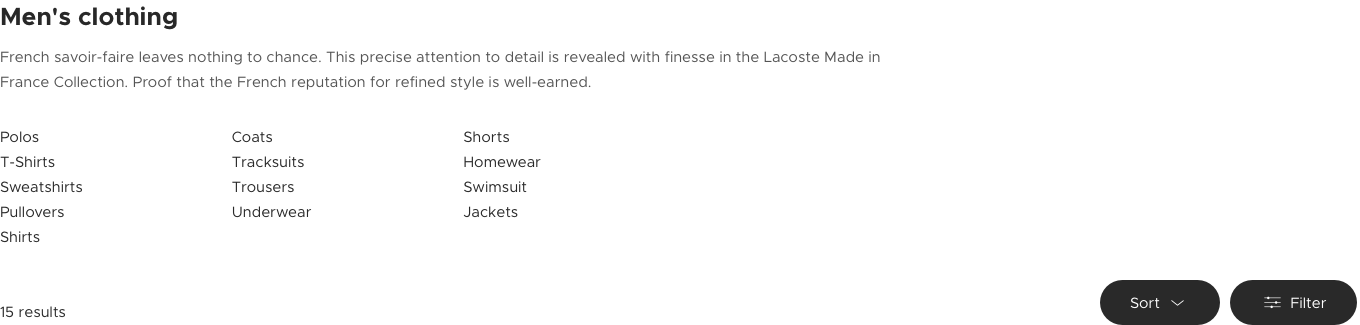 Men's clothing
French savoir-faire leaves nothing to chance. This precise attention to detail is revealed with finesse in the Lacoste Made in
France Collection. Proof that the French reputation for refined style is well-earned.
Polos
T-Shirts
Sweatshirts
Pullovers
Shirts
Coats
Tracksuits
Trousers
Underwear
Shorts
Homewear
Swimsuit
Jackets
15 results
Sort
Filter